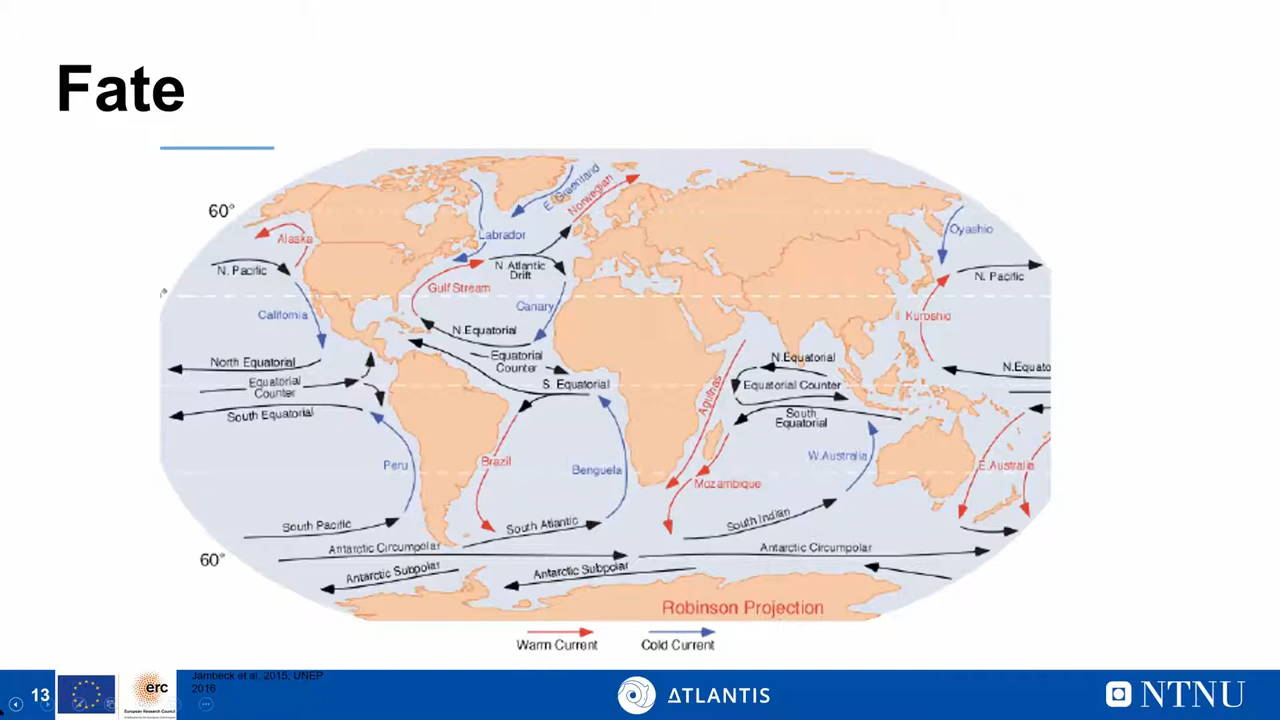 Fate
60°
E. Greenland
Norwegian
Alaska
Labrador
Oyashio
N. Pacific
N. Atlantic
Drift
N. Pacific
Gulf Stream
Canary
California
Kuroshio
N.Equatorial
North Equatorial
Equatorial
Counter
N.Equatorial
N.Equato
Equatorial
Counter
S. Equatorial
Equatorial Counter
South Equatorial
South
Equatorial
Agulhas
Peru
Brazil
Benguela
W.Australia
E.Australia
Mozambique
South Pacific
South Atlantic
South Indian
60°
Antarctic Circumpolar
Antarctic Circumpolar
Antarctic Subpolar
Antarctic Subpolar
Robinson Projection
Warm Current
Cold Current
13
erc
European Research Council
Jambeck et al. 2015; UNEP
2016
ATLANTIS
NTNU